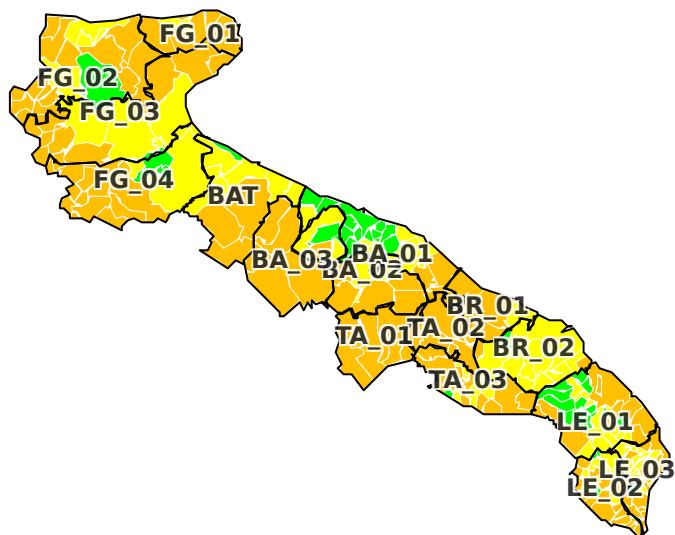 FG_01
FG_02
FG_03
FG_04
BAT
BA_01
BA_03
BA_02
BR_01
TA_02
TA_01
BR_02
TA_03
LE_01
LE_03
LE_02